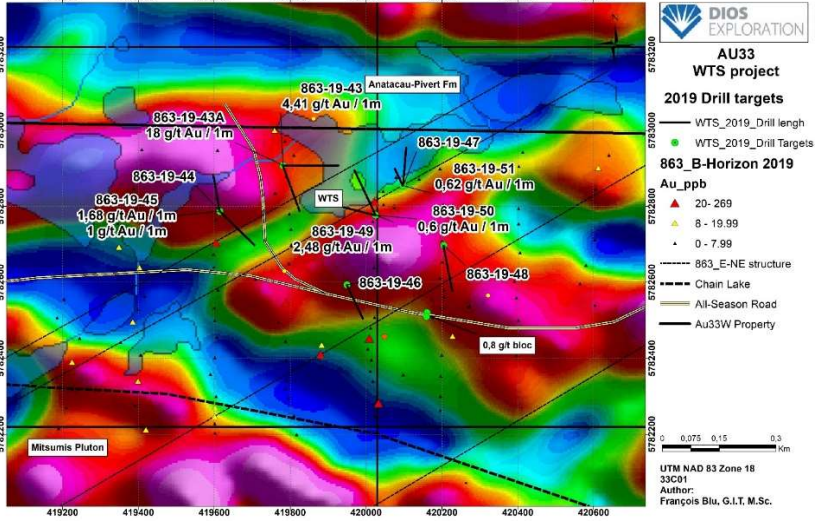 863-19-43
4,41 g/t Au / 1m
Anatacau-Pivert Fm
863-19-43A
18 g/t Au / 1m
863-19-47
863-19-44
863-19-51
0,62 g/t Au / 1m
863-19-45
1,68 g/t Au / 1m
1 g/t Au / 1m
WTS
863-19-50
0,6 g/t Au / 1m
863-19-49
2,48 g/t Au / 1m
863-19-48
863-19-46
0,8 g/t bloc
Mitsumis Pluton
5783200
5783000
5782800
5782600
5782400
5782200
5783200
5783000
5782800
5782600
5782400
5782200
419200
419400
419600
419800
420000
420200
420400
420600
DIOS
EXPLORATION
AU33
WTS project
2019 Drill targets
WTS_2019_Drill lengh
WTS_2019_Drill Targets
863_B-Horizon 2019
Au_ppb
20- 269
8 - 19.99
0 - 7.99
863_E-NE structure
Chain Lake
All-Season Road
Au33W Property
0 0,075 0,15 0,3
Km
UTM NAD 83 Zone 18
33C01
Author:
François Blu, G.I.T, M.Sc.